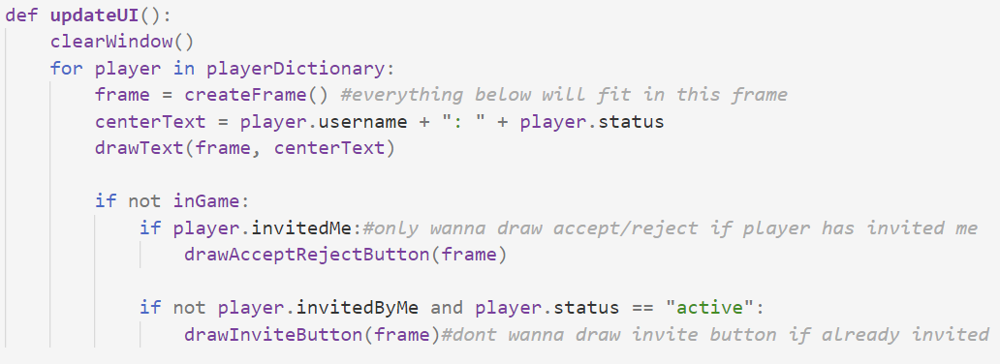 def updateUI():
    clearWindow()
    for player in playerDictionary:
        frame = createFrame() #everything below will fit in this frame
        centerText = player.username + ": " + player.status
        drawText(frame, centerText)

        if not inGame:
            if player.invitedMe:#only wanna draw accept/reject if player has invited me
                drawAcceptRejectButton(frame)

            if not player.invitedByMe and player.status == "active":
                drawInviteButton(frame)#dont wanna draw invite button if already invited